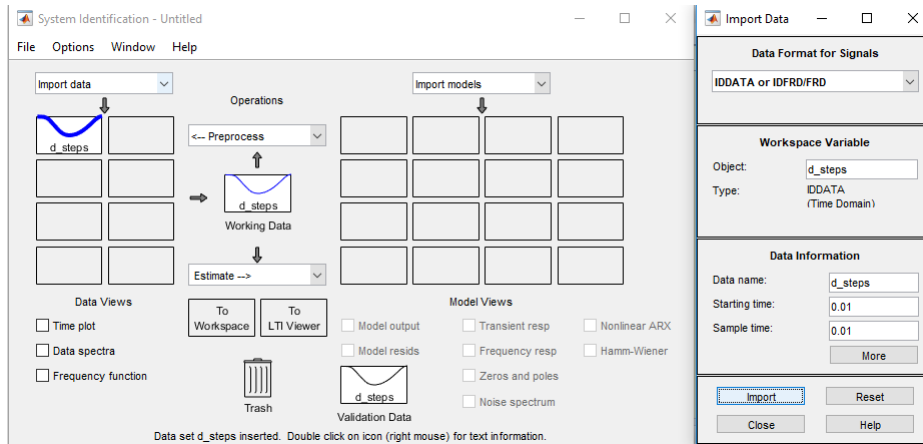 System Identification - Untitled
File Options Window Help
Import data
Import models
Operations
<-- Preprocess
d_steps
d_steps
Working Data
Estimate -->
Data Views
To
Workspace
To
LTI Viewer
Model Views
Time plot
Data spectra
Frequency function
Model output
Model resids
Transient resp
Frequency resp
Zeros and poles
Noise spectrum
Nonlinear ARX
Hamm-Wiener
Trash
d_steps
Validation Data
Data set d_steps inserted. Double click on icon (right mouse) for text information.
Import Data
Data Format for Signals
IDDATA or IDFRD/FRD
Workspace Variable
Object: d_steps
Type: IDDATA
(Time Domain)
Data Information
Data name: d_steps
Starting time: 0.01
Sample time: 0.01
More
Import Reset
Close Help